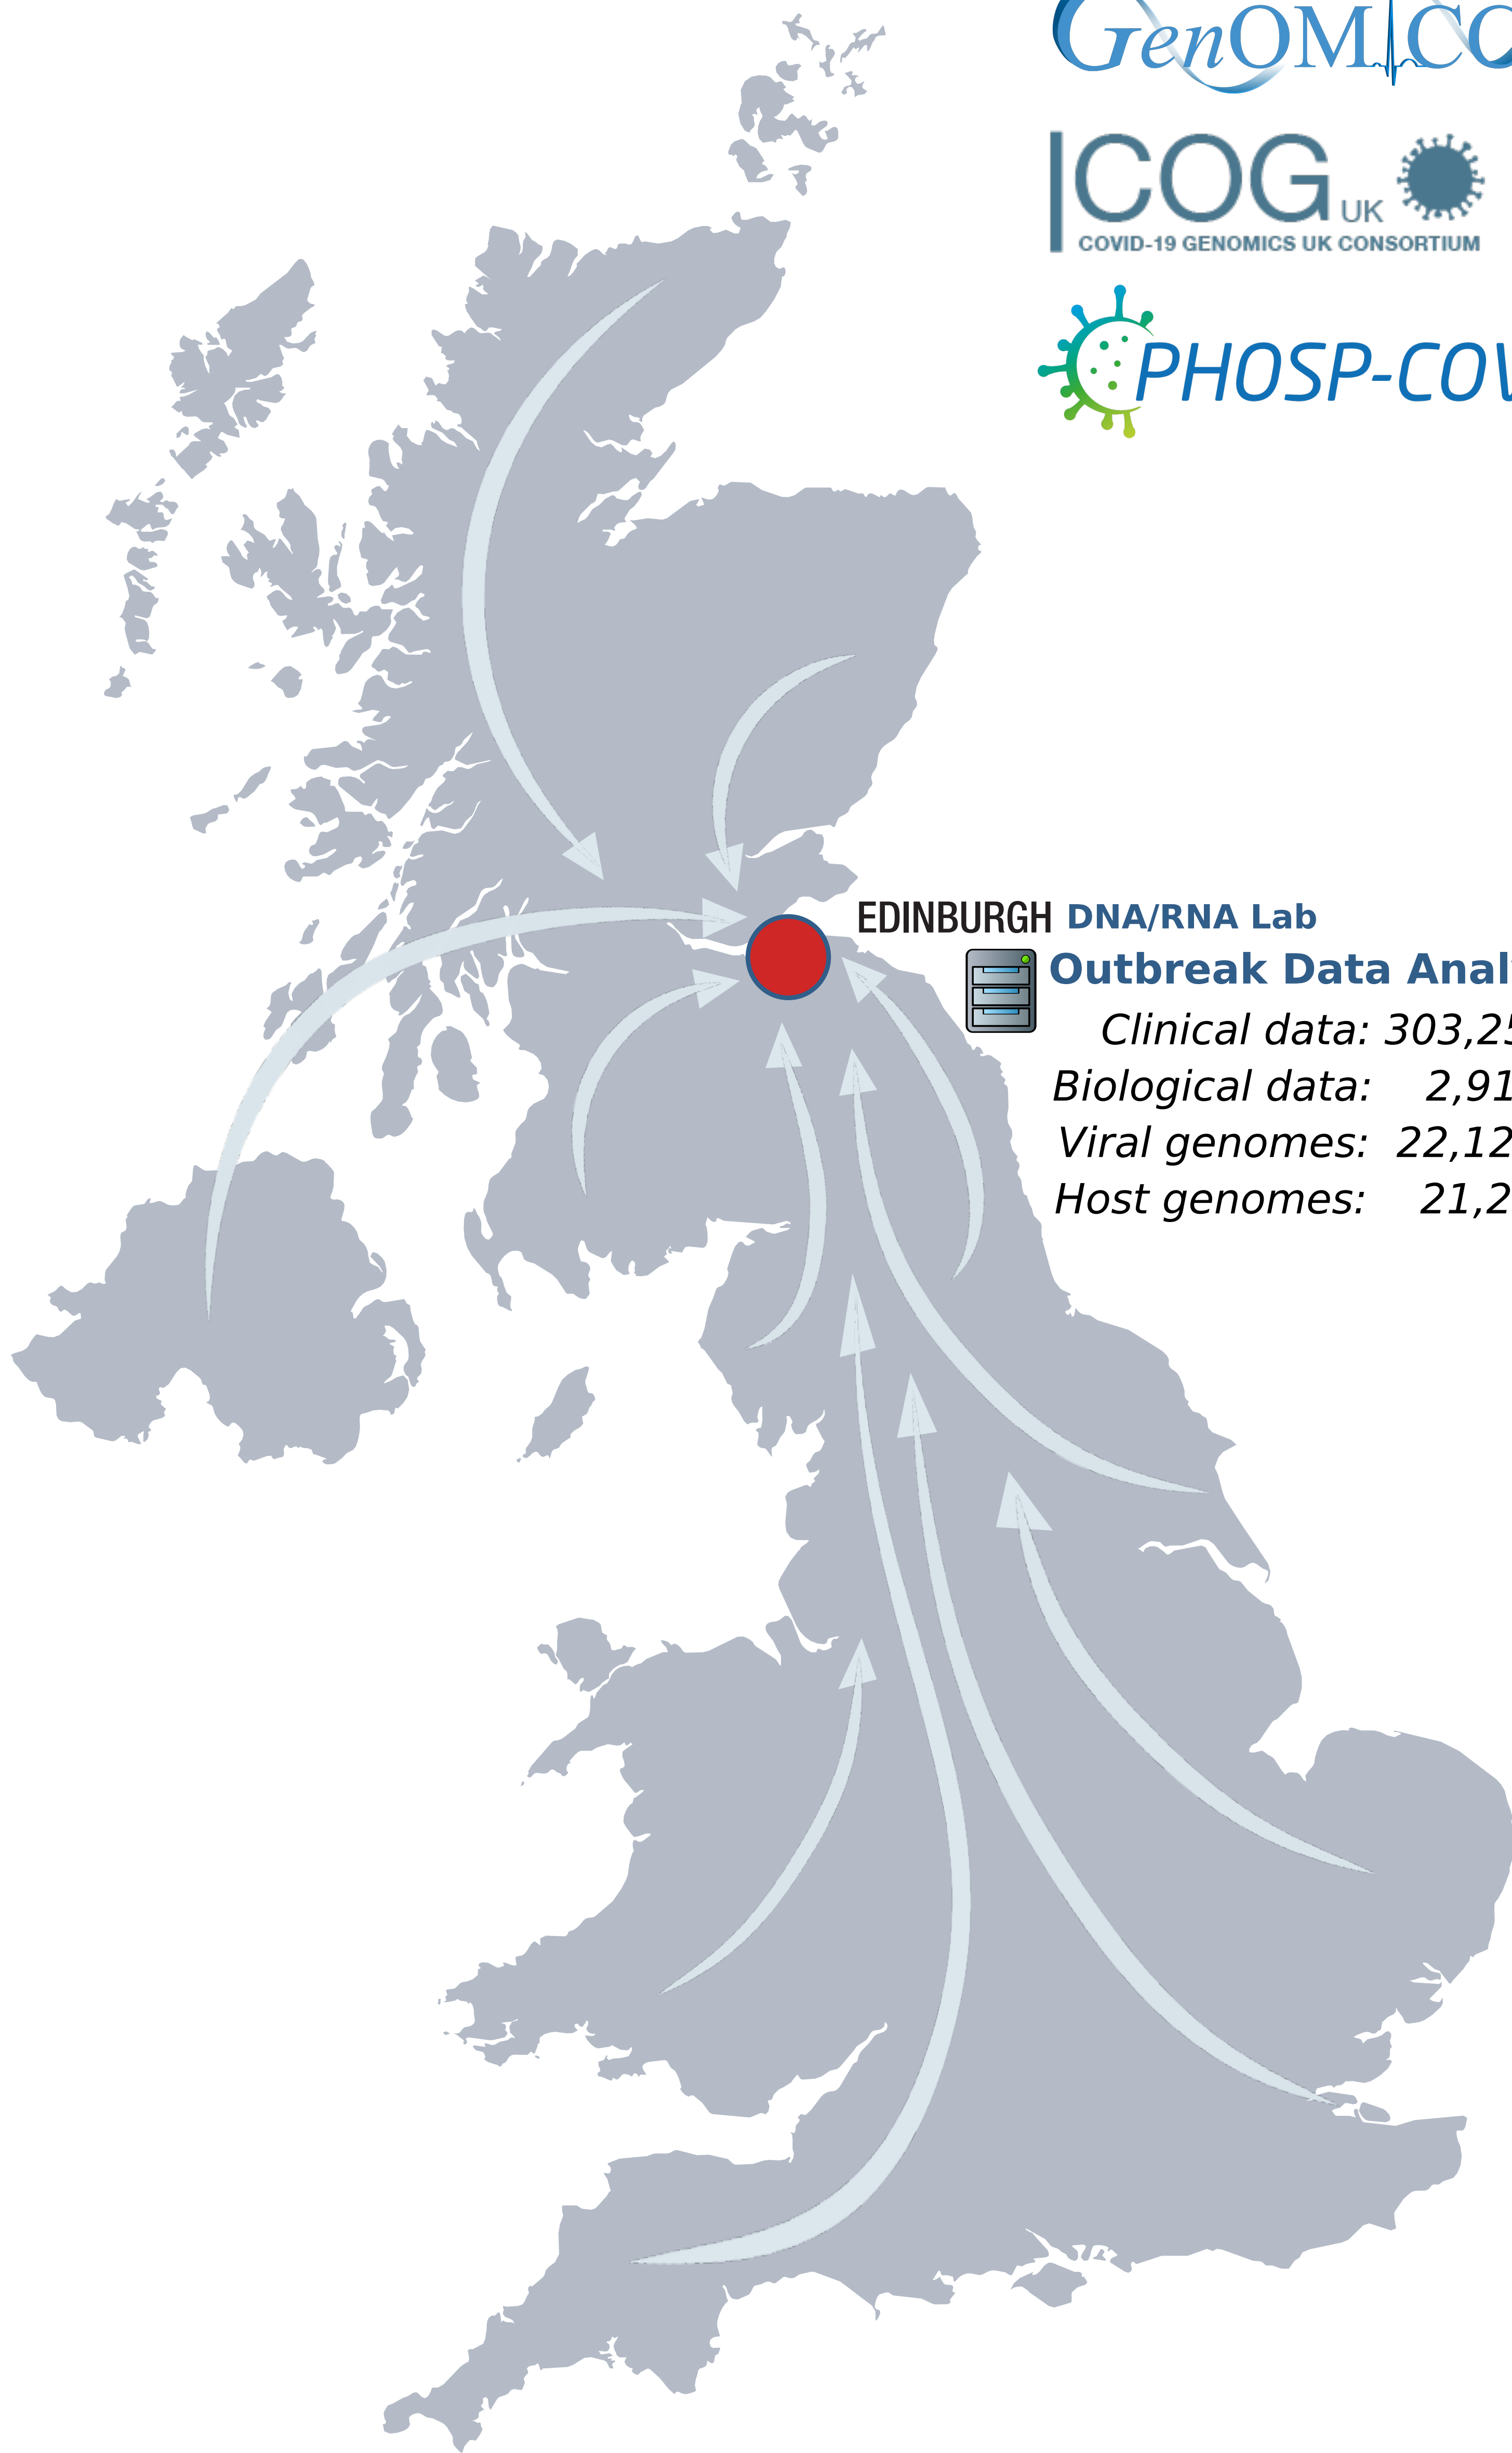 GenOMICC
COG UK
COVID-19 GENOMICS UK CONSORTIUM
PHOSP-COV
EDINBURGH DNA/RNA Lab
Outbreak Data Anal
Clinical data: 303,25
Biological data: 2,91
Viral genomes: 22,12
Host genomes: 21,2